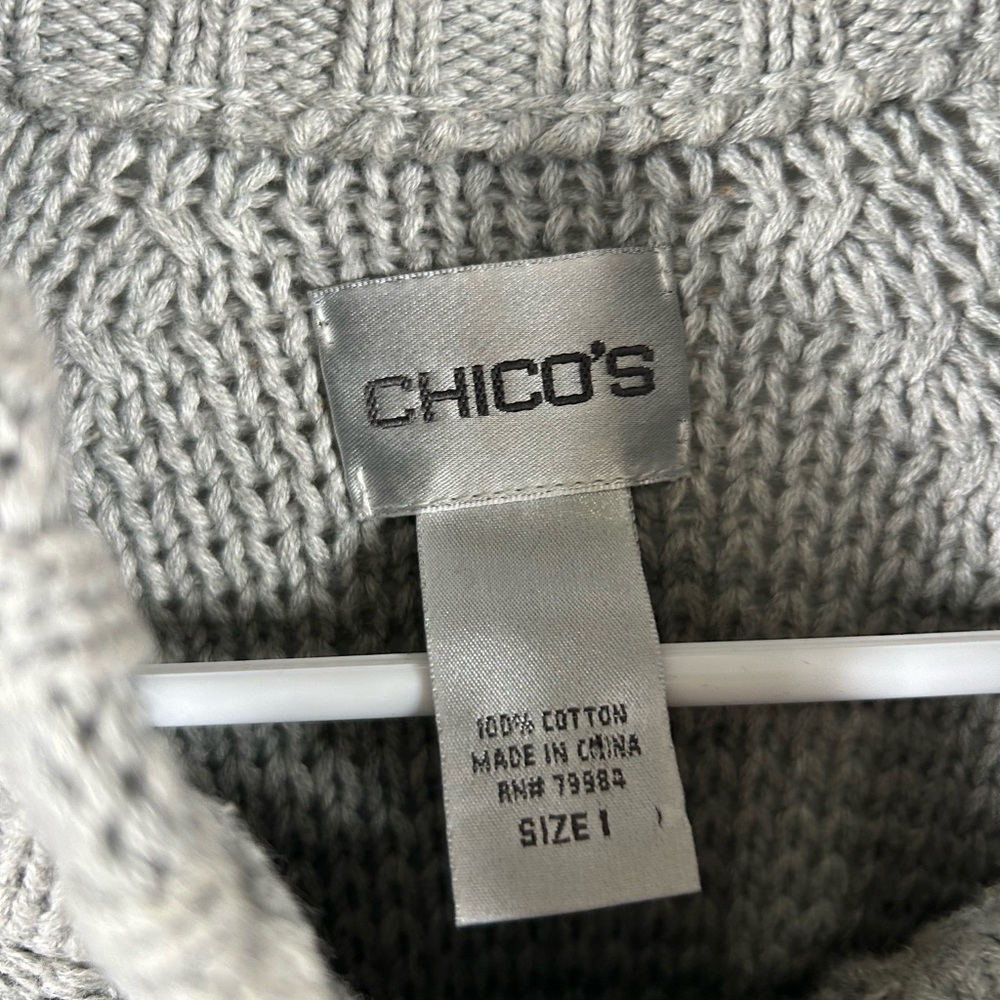 CHICO'S
100% COTTON
MADE IN CHINA
RN# 79984
SIZE 1